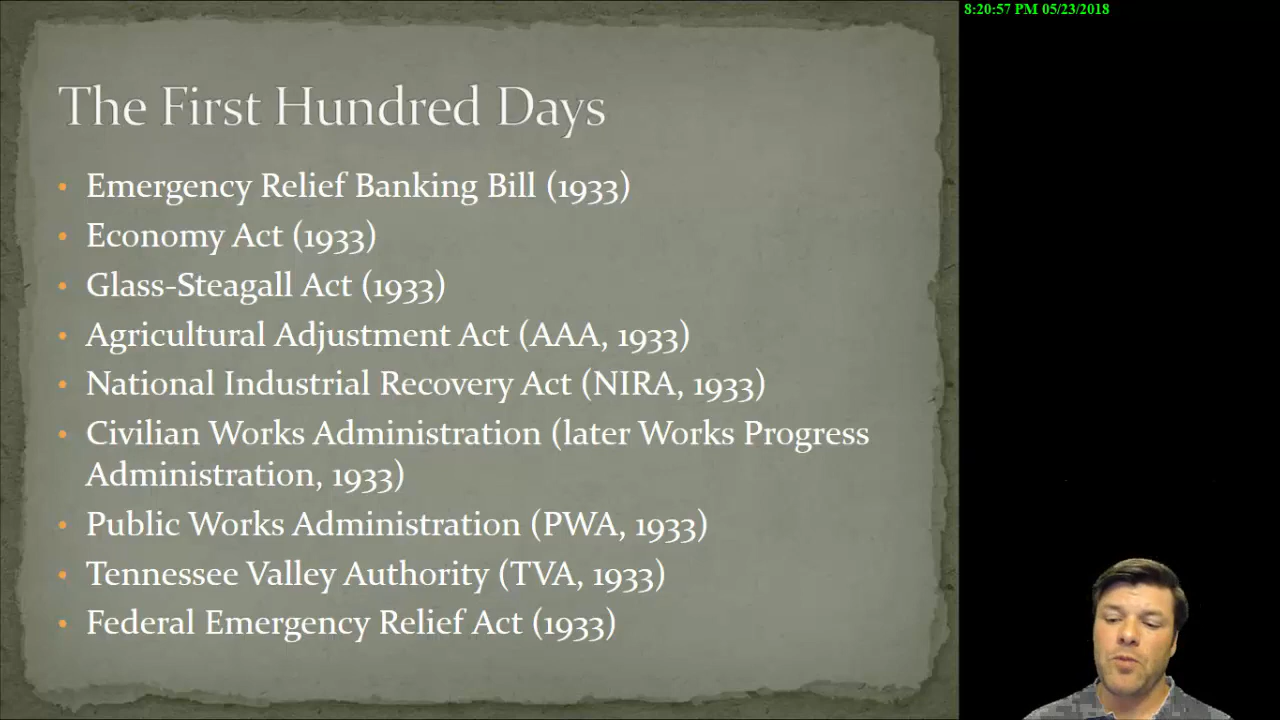 8:20:57 PM 05/23/2018
The First Hundred Days
• Emergency Relief Banking Bill (1933)
• Economy Act (1933)
• Glass-Steagall Act (1933)
• Agricultural Adjustment Act (AAA, 1933)
• National Industrial Recovery Act (NIRA, 1933)
• Civilian Works Administration (later Works Progress
Administration, 1933)
• Public Works Administration (PWA, 1933)
• Tennessee Valley Authority (TVA, 1933)
• Federal Emergency Relief Act (1933)